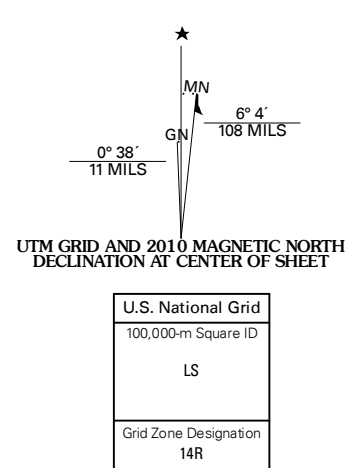 ★
MN
6° 4´
108 MILS
GN
0° 38´
11 MILS
UTM GRID AND 2010 MAGNETIC NORTH
DECLINATION AT CENTER OF SHEET
U.S. National Grid
100,000-m Square ID
LS
Grid Zone Designation
14R